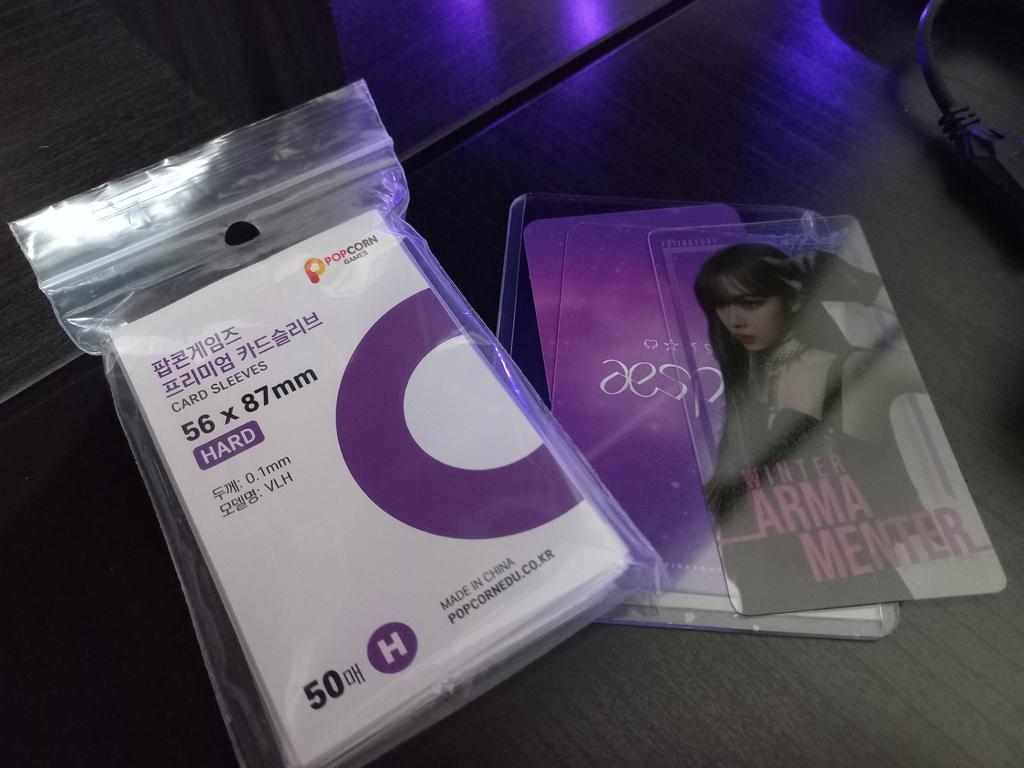 POPCORN
GAMES
팝콘게임즈
프리미엄 카드슬리브
CARD SLEEVES
56 x 87mm
HARD
두께: 0.1mm
모델명: VLH
MADE IN CHINA
POPCORNEDU.CO.KR
50매 H
WINTER
ARMA
MENTER